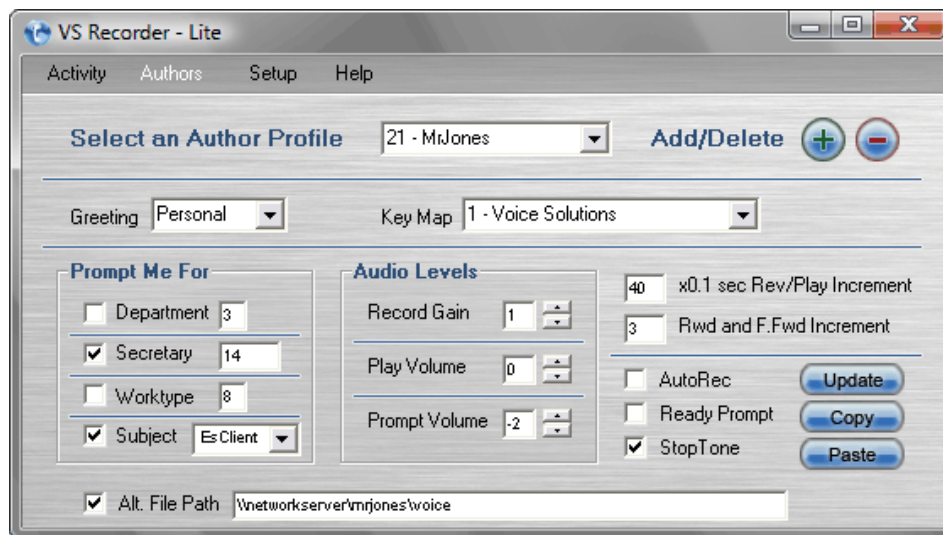 VS Recorder - Lite
Activity Authors Setup Help
Select an Author Profile 21 - MrJones Add/Delete
Greeting Personal Key Map 1 - Voice Solutions
Prompt Me For
Department 3
Secretary 14
Worktype 8
Subject EsClient
Audio Levels
Record Gain 1
Play Volume 0
Prompt Volume -2
40 x0.1 sec Rev/Play Increment
3 Rwd and F.Fwd Increment
AutoRec Update
Ready Prompt Copy
StopTone Paste
Alt. File Path \\networkserver\mrjones\voice